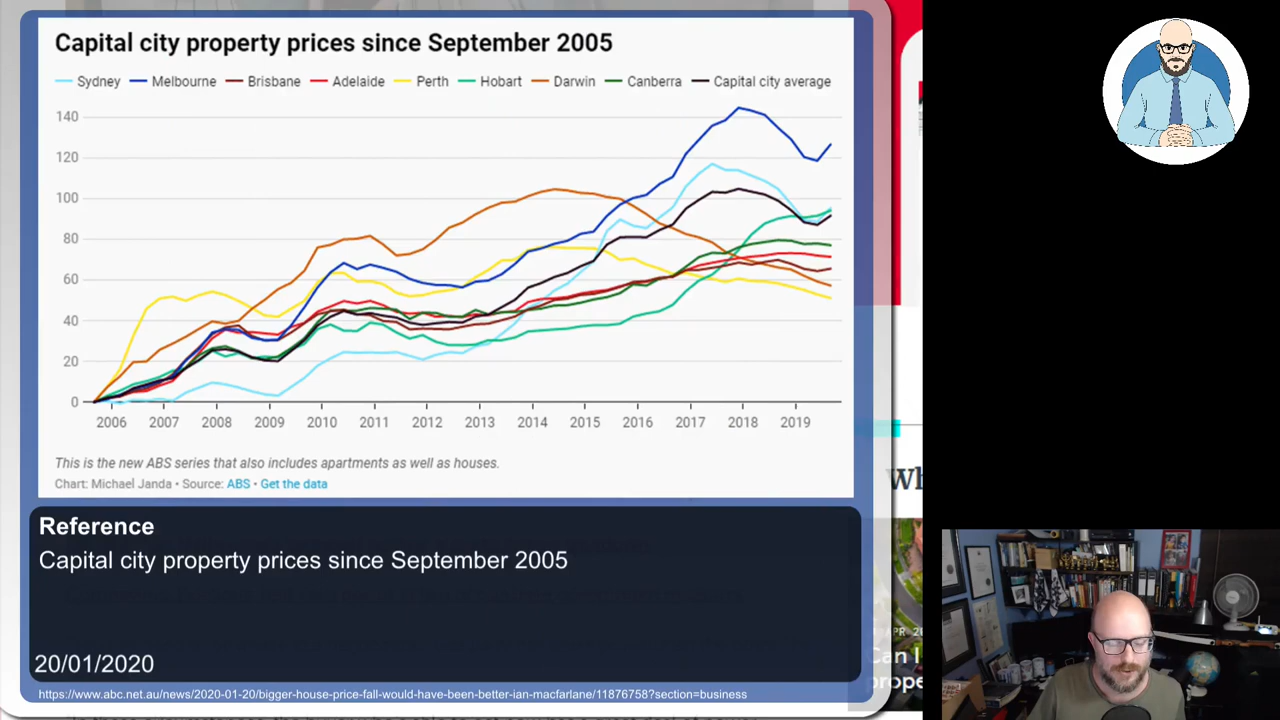 Capital city property prices since September 2005
Sydney Melbourne Brisbane Adelaide Perth Hobart Darwin Canberra Capital city average
140
120
100
80
60
40
20
0
2006 2007 2008 2009 2010 2011 2012 2013 2014 2015 2016 2017 2018 2019
This is the new ABS series that also includes apartments as well as houses.
Chart: Michael Janda • Source: ABS • Get the data
Wh
APR 2
Can I
prope
Reference
Capital city property prices since September 2005
20/01/2020
https://www.abc.net.au/news/2020-01-20/bigger-house-price-fall-would-have-been-better-ian-macfarlane/11876758?section=business